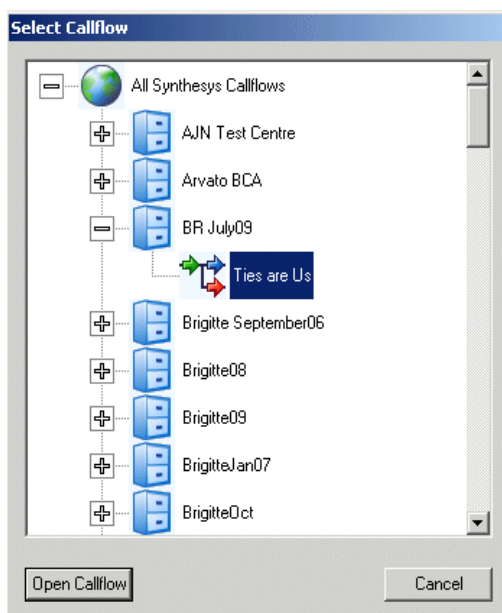 Select Callflow
All Synthesys Callflows
AJN Test Centre
Arvato BCA
BR July09
Ties are Us
Brigitte September06
Brigitte08
Brigitte09
BrigitteJan07
BrigitteOct
Open Callflow
Cancel